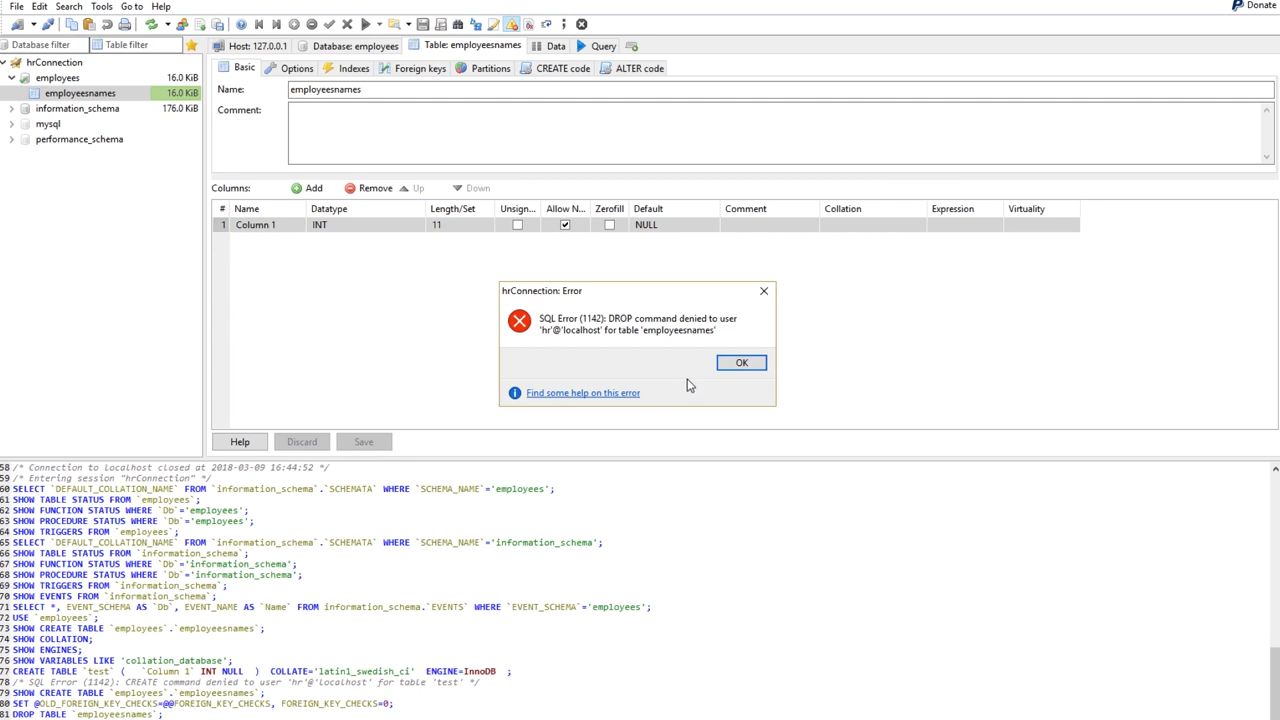 File Edit Search Tools Go to Help
Donate
Database filter Table filter Host: 127.0.0.1 Database: employees Table: employeesnames Data Query
hrConnection
employees 16.0 KiB
employeesnames 16.0 KiB
information_schema 176.0 KiB
mysql
performance_schema
Basic Options Indexes Foreign keys Partitions CREATE code ALTER code
Name: employeesnames
Comment:
Columns: Add Remove Up Down
# Name Datatype Length/Set Unsign... Allow N... Zerofill Default Comment Collation Expression Virtuality
1 Column 1 INT 11 NULL
hrConnection: Error
SQL Error (1142): DROP command denied to user
'hr'@'localhost' for table 'employeesnames'
OK
Find some help on this error
Help Discard Save
58 /* Connection to localhost closed at 2018-03-09 16:44:52 */
59 /* Entering session "hrConnection" */
60 SELECT `DEFAULT_COLLATION_NAME` FROM `information_schema`.`SCHEMATA` WHERE `SCHEMA_NAME`='employees';
61 SHOW TABLE STATUS FROM `employees`;
62 SHOW FUNCTION STATUS WHERE `Db`='employees';
63 SHOW PROCEDURE STATUS WHERE `Db`='employees';
64 SHOW TRIGGERS FROM `employees`;
65 SELECT `DEFAULT_COLLATION_NAME` FROM `information_schema`.`SCHEMATA` WHERE `SCHEMA_NAME`='information_schema';
66 SHOW TABLE STATUS FROM `information_schema`;
67 SHOW FUNCTION STATUS WHERE `Db`='information_schema';
68 SHOW PROCEDURE STATUS WHERE `Db`='information_schema';
69 SHOW TRIGGERS FROM `information_schema`;
70 SHOW EVENTS FROM `information_schema`;
71 SELECT *, EVENT_SCHEMA AS `Db`, EVENT_NAME AS `Name` FROM information_schema.`EVENTS` WHERE `EVENT_SCHEMA`='employees';
72 USE `employees`;
73 SHOW CREATE TABLE `employees`.`employeesnames`;
74 SHOW COLLATION;
75 SHOW ENGINES;
76 SHOW VARIABLES LIKE 'collation_database';
77 CREATE TABLE `test` ( `Column 1` INT NULL ) COLLATE='latin1_swedish_ci' ENGINE=InnoDB ;
78 /* SQL Error (1142): CREATE command denied to user 'hr'@'localhost' for table 'test' */
79 SHOW CREATE TABLE `employees`.`employeesnames`;
80 SET @OLD_FOREIGN_KEY_CHECKS=@@FOREIGN_KEY_CHECKS, FOREIGN_KEY_CHECKS=0;
81 DROP TABLE `employeesnames`;